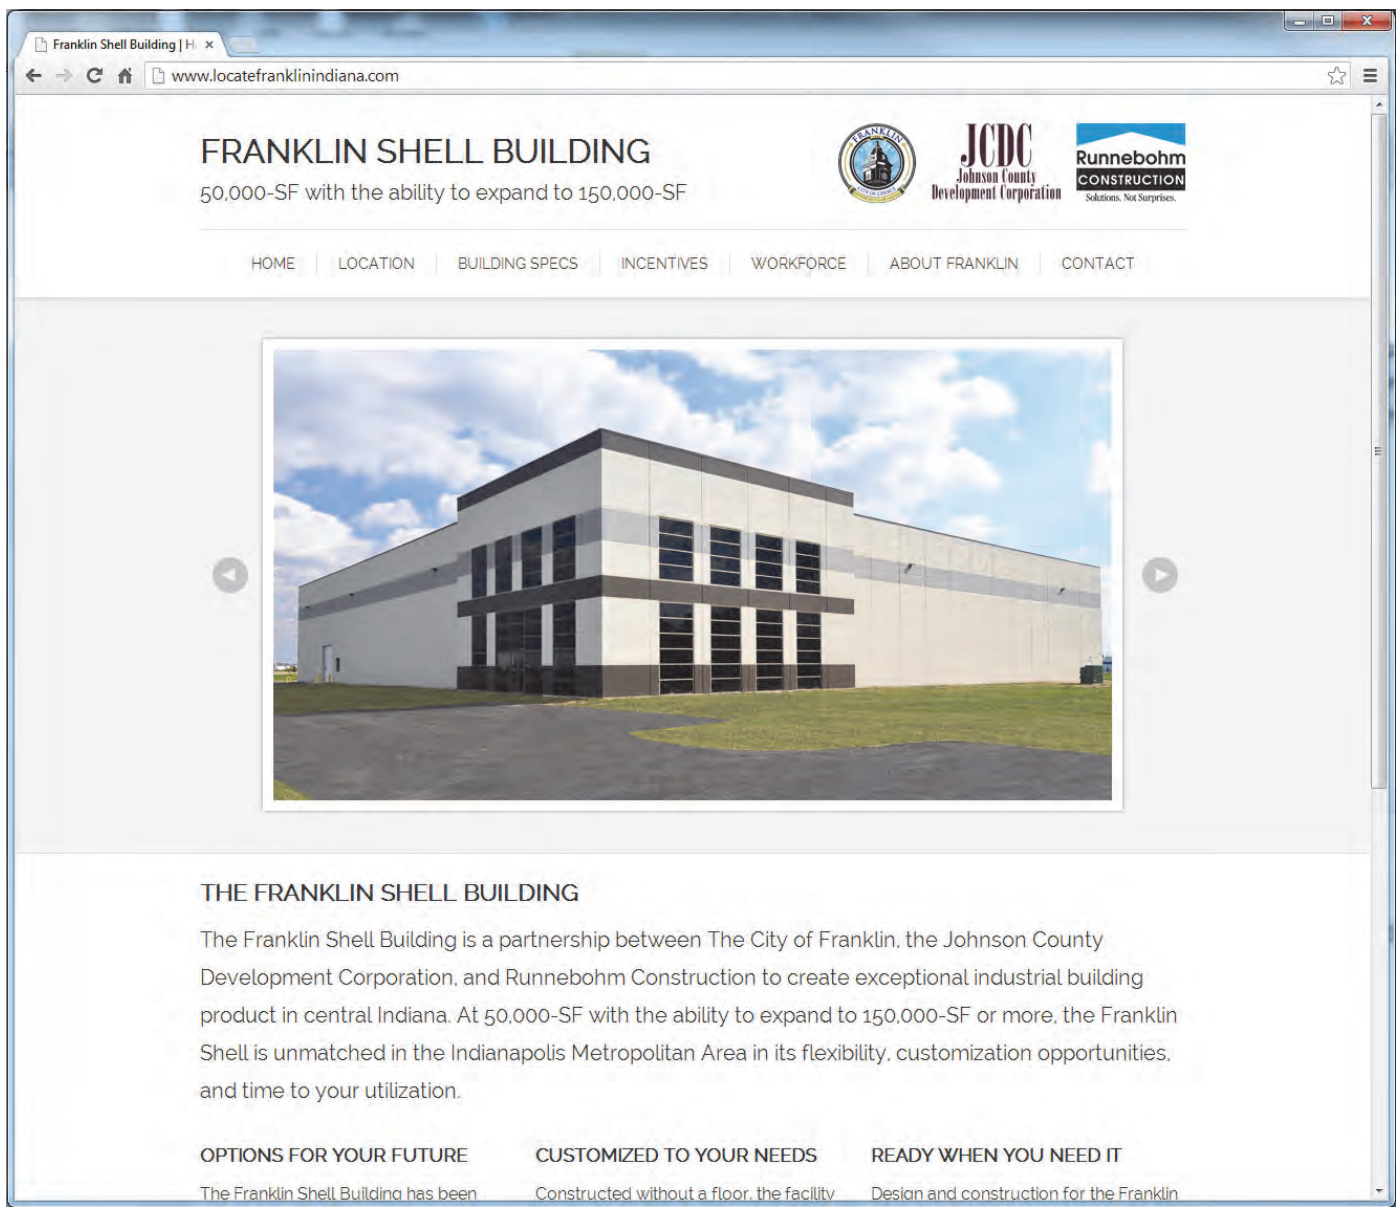 Franklin Shell Building | H
www.locatefranklinindiana.com
FRANKLIN SHELL BUILDING
50,000-SF with the ability to expand to 150,000-SF
FRANKLIN
JCDC
Johnson County
Development Corporation
Runnebohm
CONSTRUCTION
Solutions. Not Surprises.
HOME LOCATION BUILDING SPECS INCENTIVES WORKFORCE ABOUT FRANKLIN CONTACT
THE FRANKLIN SHELL BUILDING
The Franklin Shell Building is a partnership between The City of Franklin, the Johnson County
Development Corporation, and Runnebohm Construction to create exceptional industrial building
product in central Indiana. At 50,000-SF with the ability to expand to 150,000-SF or more, the Franklin
Shell is unmatched in the Indianapolis Metropolitan Area in its flexibility, customization opportunities,
and time to your utilization.
OPTIONS FOR YOUR FUTURE
The Franklin Shell Building has been
CUSTOMIZED TO YOUR NEEDS
Constructed without a floor, the facility
READY WHEN YOU NEED IT
Design and construction for the Franklin